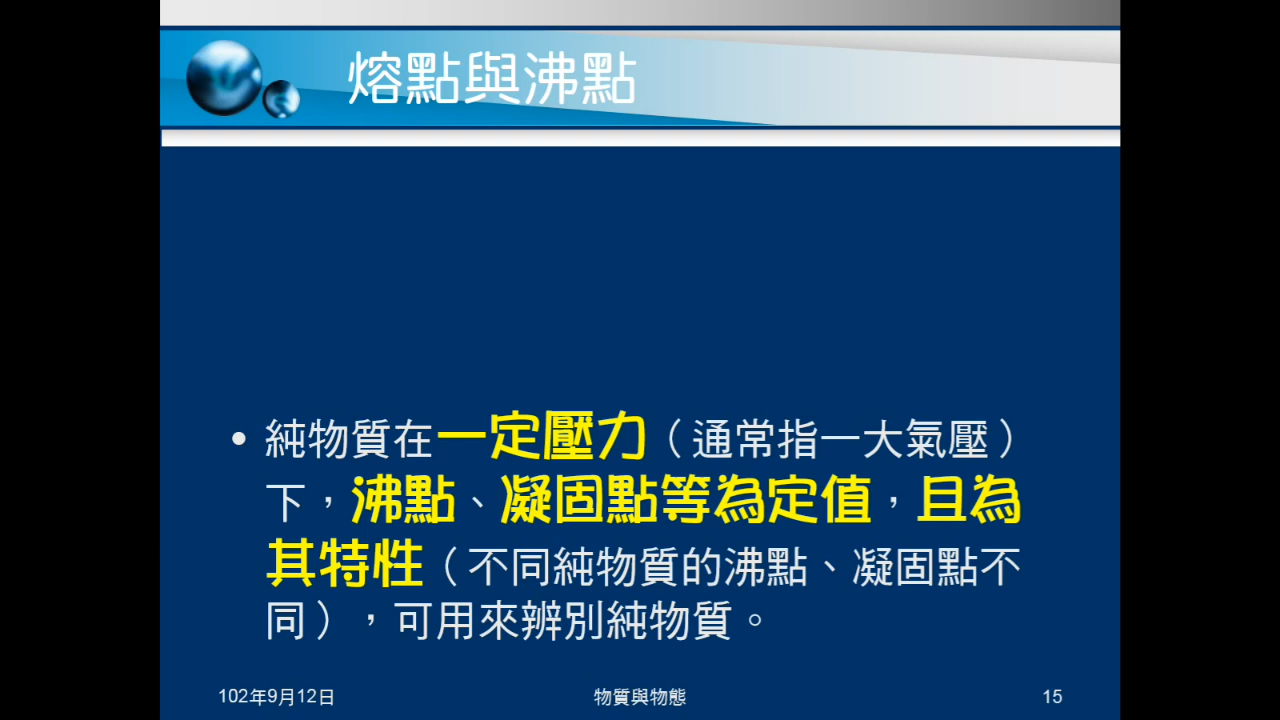 熔點與沸點
• 純物質在一定壓力（通常指一大氣壓）
下，沸點、凝固點等為定值，且為
其特性（不同純物質的沸點、凝固點不
同），可用來辨別純物質。
102年9月12日
物質與物態
15